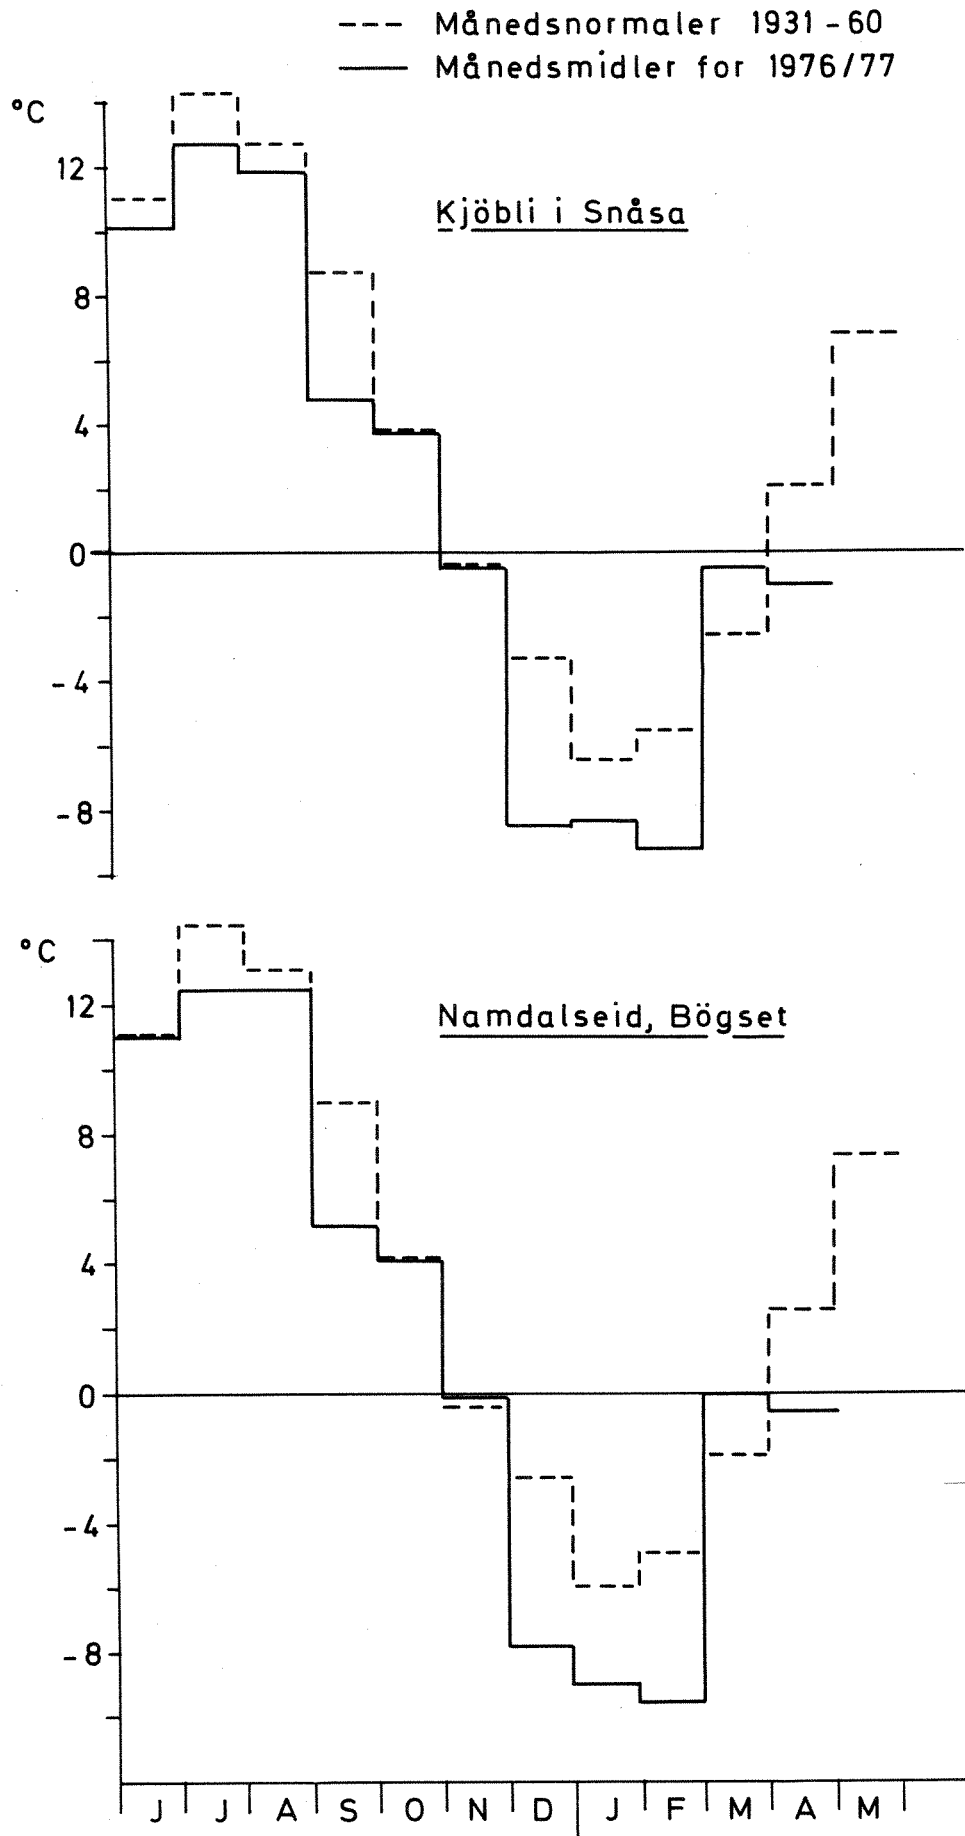 --- Månedsnormaler 1931-60
— Månedsmidler for 1976/77
°C
12
Kjöbli i Snåsa
8
4
0
-4
-8
°C
12
Namdalseid, Bögset
8
4
0
-4
-8
J J A S O N D J F M A M